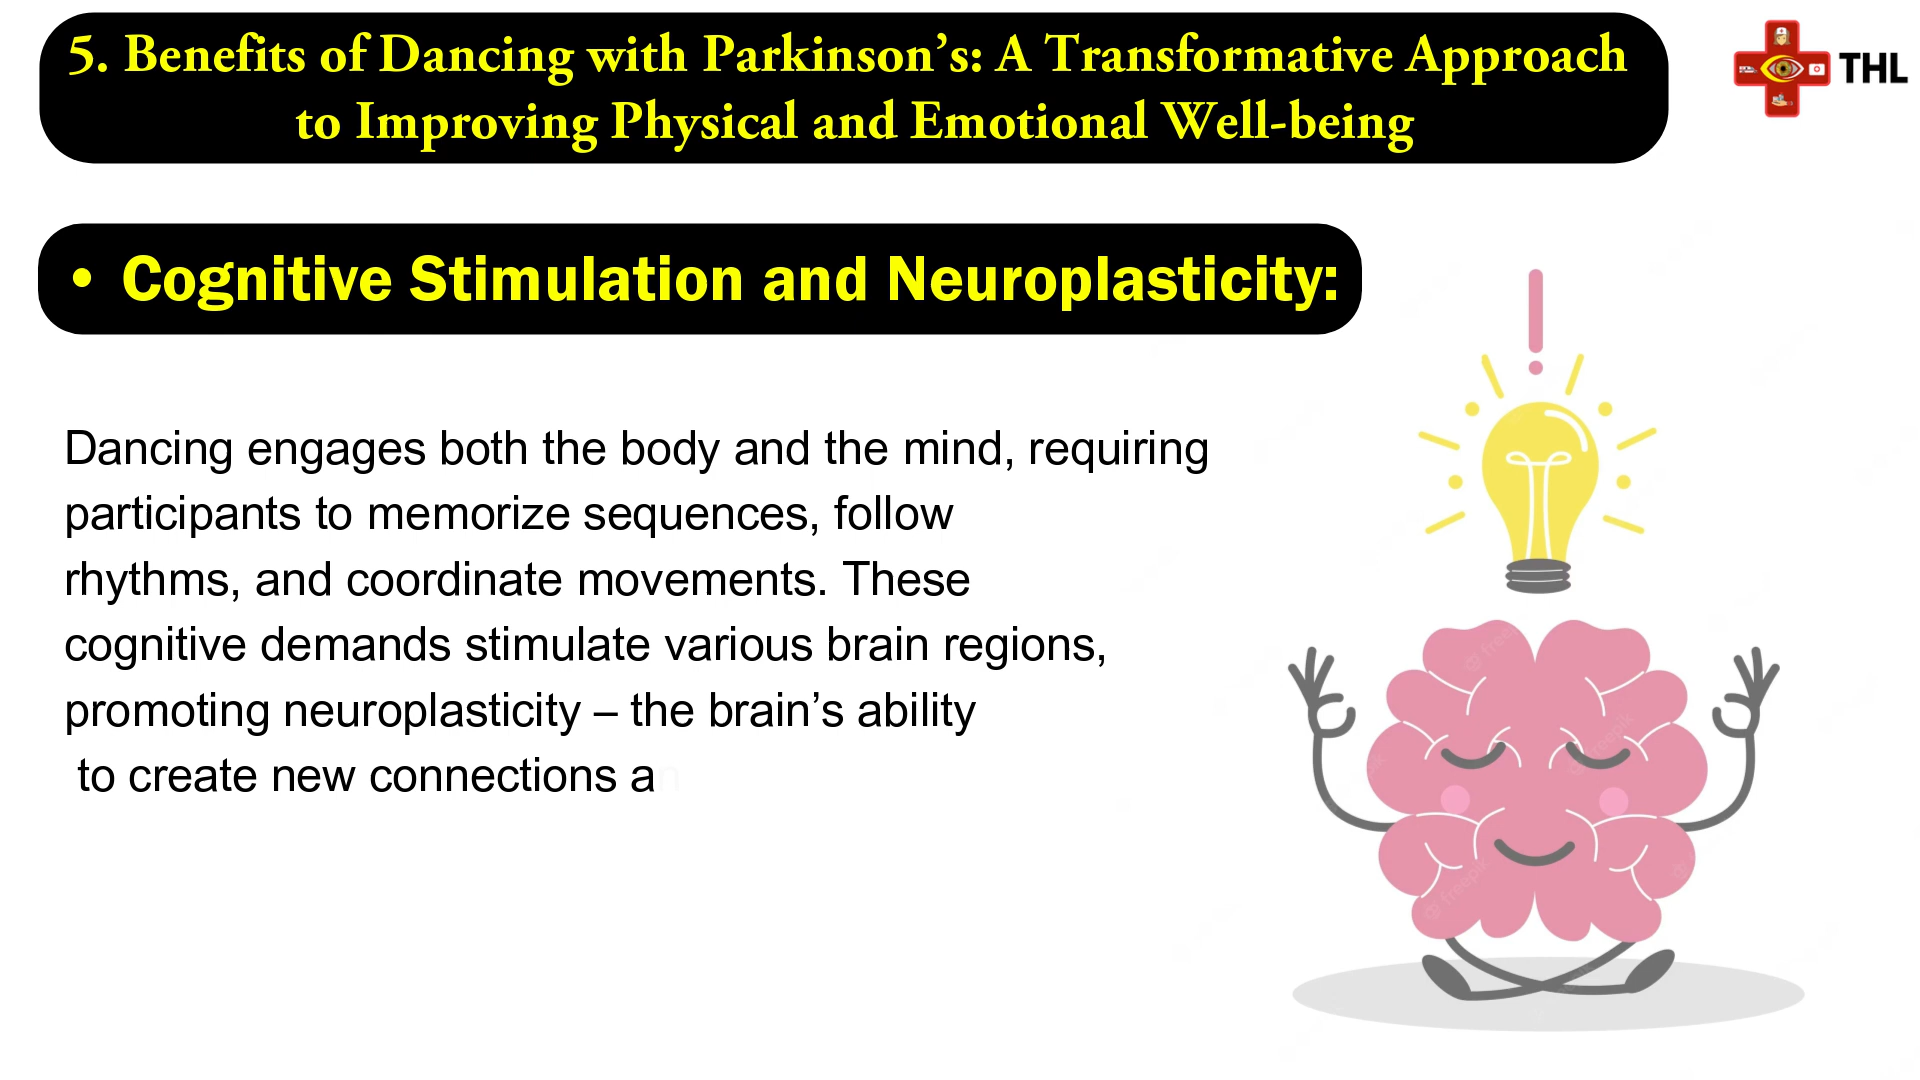 5. Benefits of Dancing with Parkinson’s: A Transformative Approach
to Improving Physical and Emotional Well-being
THL
• Cognitive Stimulation and Neuroplasticity:
Dancing engages both the body and the mind, requiring
participants to memorize sequences, follow
rhythms, and coordinate movements. These
cognitive demands stimulate various brain regions,
promoting neuroplasticity – the brain’s ability
to create new connections an